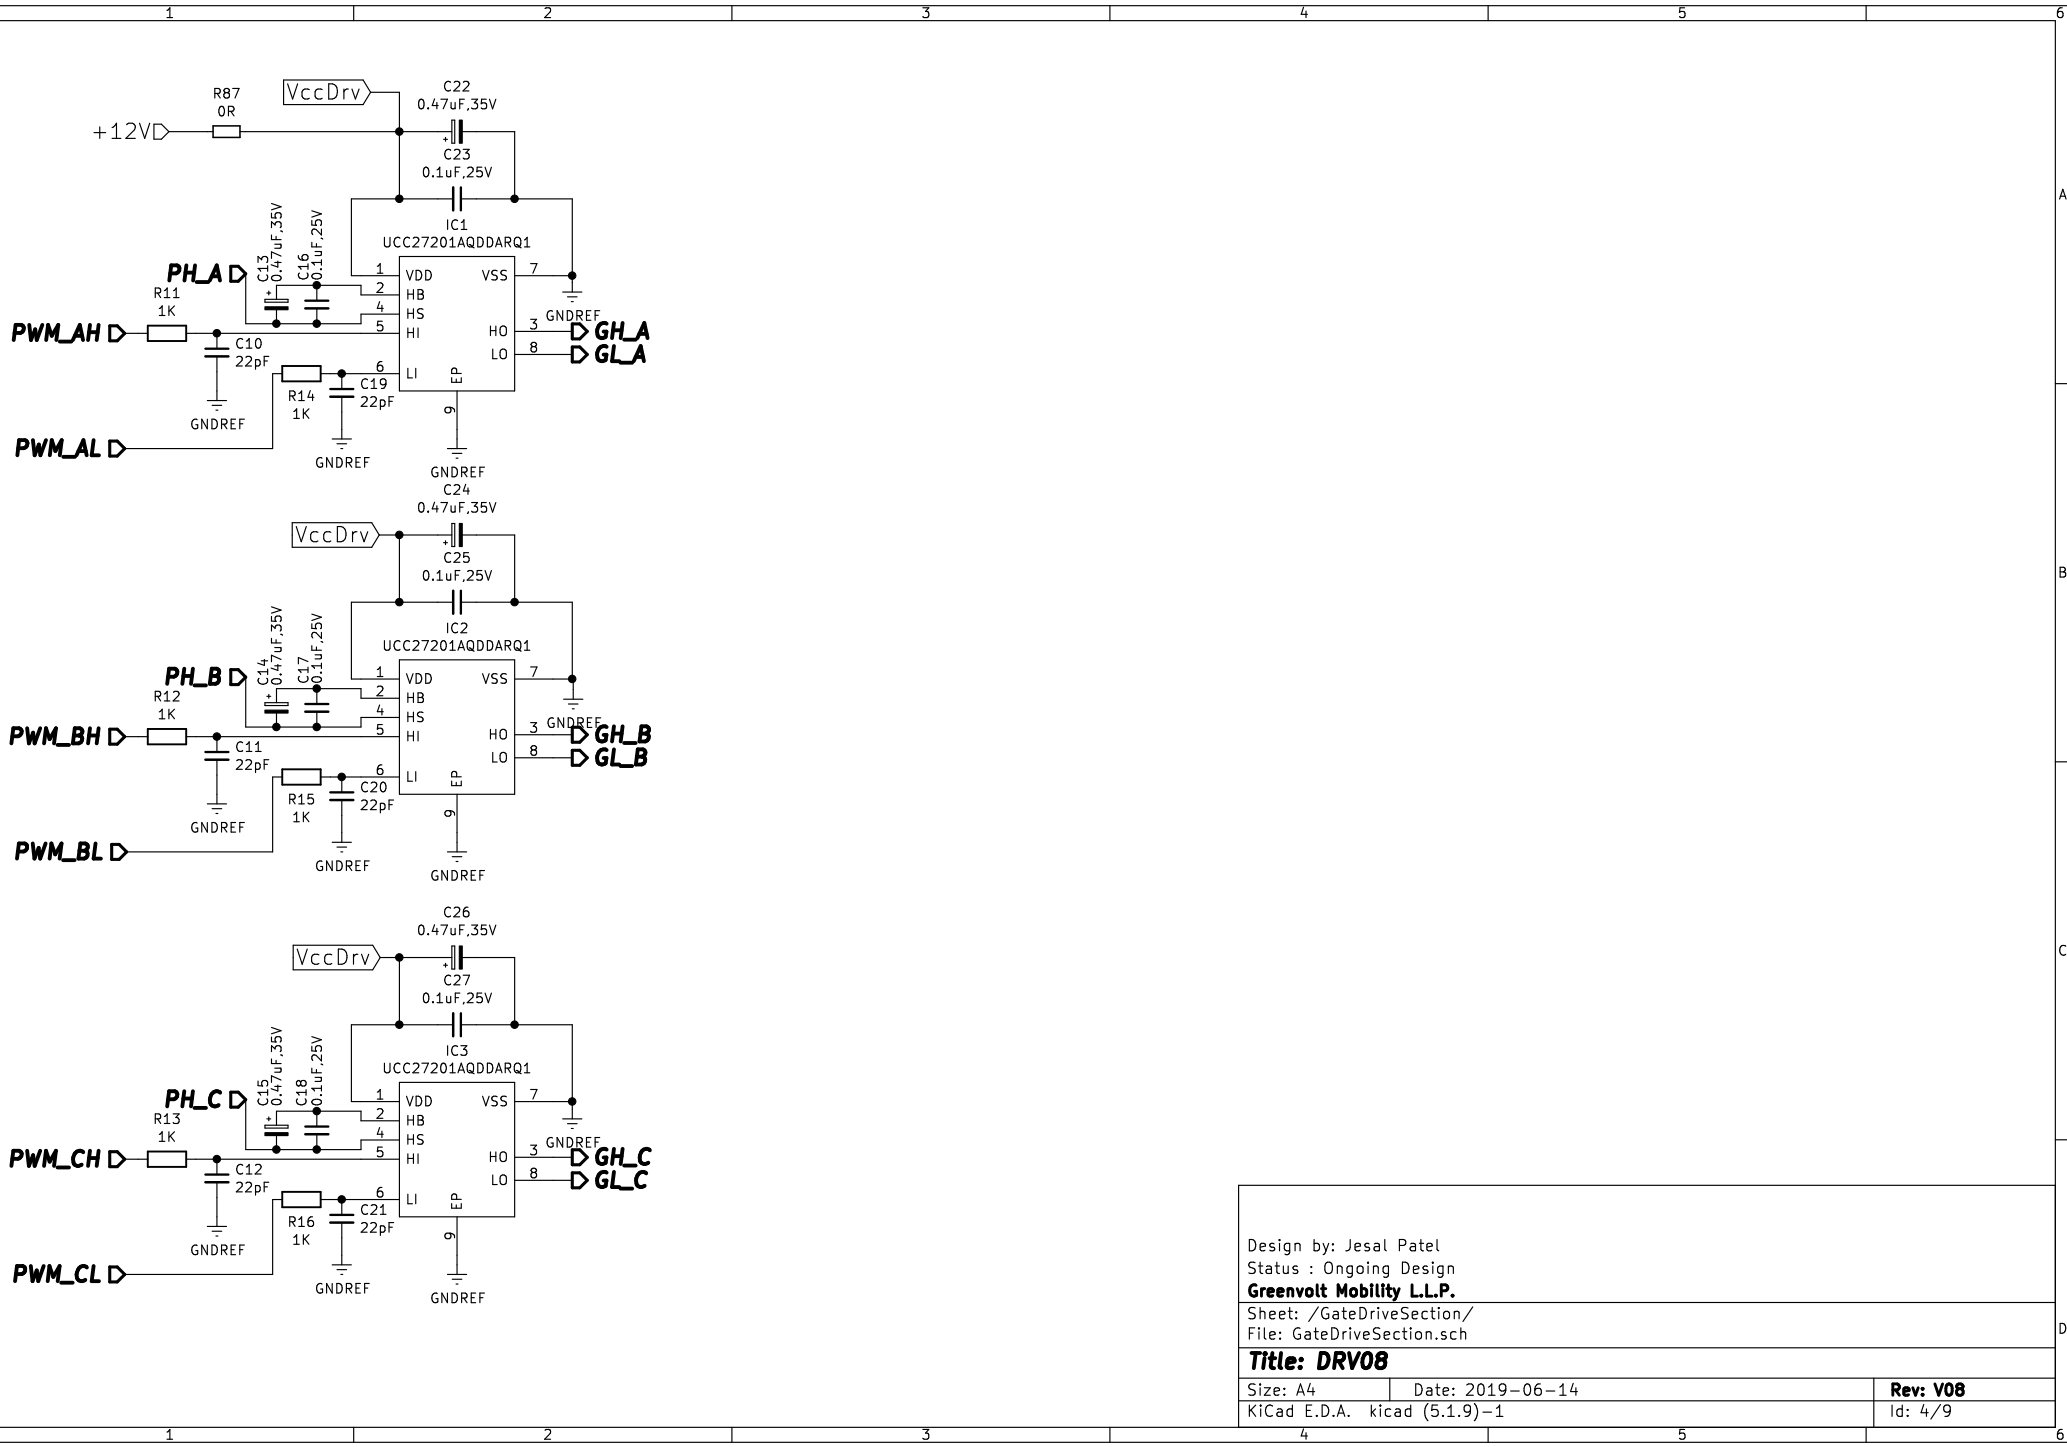 1 2 3 4 5 6
VccDrv
C22
0.47uF,35V
R87
0R
+12V
C23
0.1uF,25V
IC1
UCC27201AQDDARQ1
C13
0.47uF,35V
C16
0.1uF,25V
PH_A
R11
1K
PWM_AH
C10
22pF
GNDREF
1 VDD
2 HB
4 HS
5 HI
6 LI
VSS 7
HO 3
LO 8
EP
9
GNDREF
GH_A
GL_A
R14
1K
C19
22pF
GNDREF
PWM_AL
GNDREF
C24
0.47uF,35V
VccDrv
C25
0.1uF,25V
IC2
UCC27201AQDDARQ1
C14
0.47uF,35V
C17
0.1uF,25V
PH_B
R12
1K
PWM_BH
C11
22pF
GNDREF
1 VDD
2 HB
4 HS
5 HI
6 LI
VSS 7
HO 3
LO 8
EP
9
GNDREF
GH_B
GL_B
R15
1K
C20
22pF
GNDREF
PWM_BL
GNDREF
C26
0.47uF,35V
VccDrv
C27
0.1uF,25V
IC3
UCC27201AQDDARQ1
C15
0.47uF,35V
C18
0.1uF,25V
PH_C
R13
1K
PWM_CH
C12
22pF
GNDREF
1 VDD
2 HB
4 HS
5 HI
6 LI
VSS 7
HO 3
LO 8
EP
9
GNDREF
GH_C
GL_C
R16
1K
C21
22pF
GNDREF
PWM_CL
GNDREF
A
B
C
D
Design by: Jesal Patel
Status : Ongoing Design
Greenvolt Mobility L.L.P.
Sheet: /GateDriveSection/
File: GateDriveSection.sch
Title: DRV08
Size: A4 Date: 2019-06-14 Rev: V08
KiCad E.D.A. kicad (5.1.9)-1 Id: 4/9
1 2 3 4 5 6